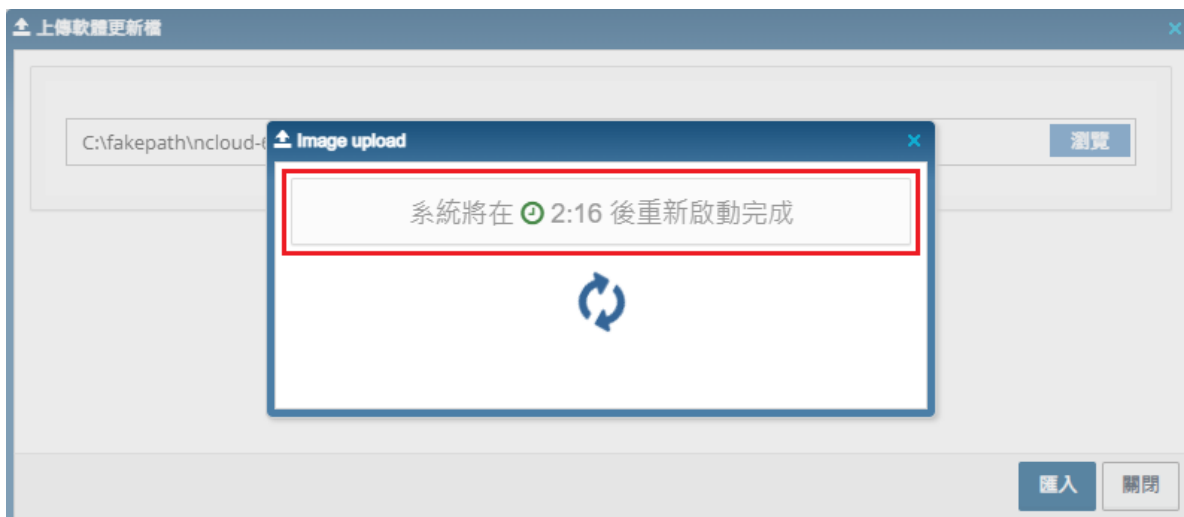 上傳軟體更新檔
C:\fakepath\ncloud-
瀏覽
Image upload
系統將在 2:16 後重新啟動完成
匯入
關閉